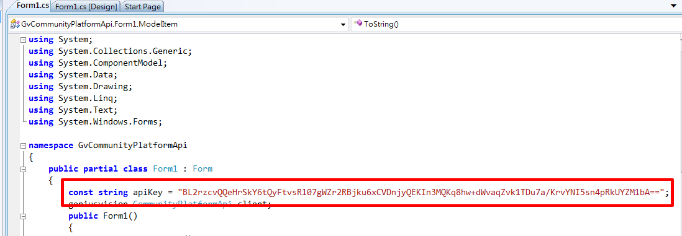 Form1.cs Form1.cs [Design] Start Page
GvCommunityPlatformApi.Form1.ModelItem ToString()
using System;
using System.Collections.Generic;
using System.ComponentModel;
using System.Data;
using System.Drawing;
using System.Linq;
using System.Text;
using System.Windows.Forms;
namespace GvCommunityPlatformApi
{
public partial class Form1 : Form
{
const string apiKey = "BL2rzcvQQeHrSkY6tQyFtvsRl07gWZr2RBjku6xCVDnjyQEKIn3MQKq8hw+dWvaqZvk1TDu7a/KrvYNI5sn4pRkUYZM1bA==";
geniusvision.CommunityPlatformApi.client;
public Form1()
{